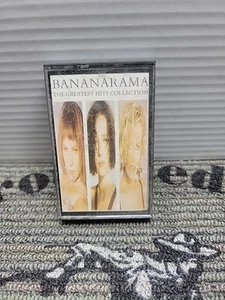 BANANARAMA
THE GREATEST HITS COLLECTION